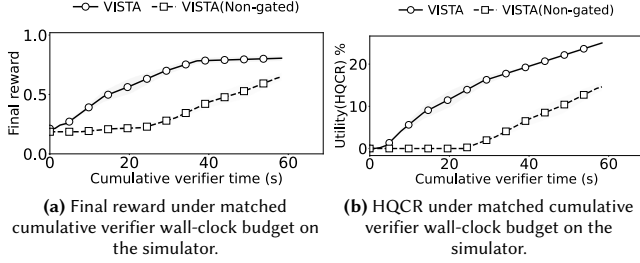 VISTA VISTA(Non-gated)
1.0
0.5
0.0
Final reward
0 20 40 60
Cumulative verifier time (s)
(a) Final reward under matched
cumulative verifier wall-clock budget on
the simulator.
VISTA VISTA(Non-gated)
20
10
0
Utility(HQCR) %
0 20 40 60
Cumulative verifier time (s)
(b) HQCR under matched cumulative
verifier wall-clock budget on the
simulator.